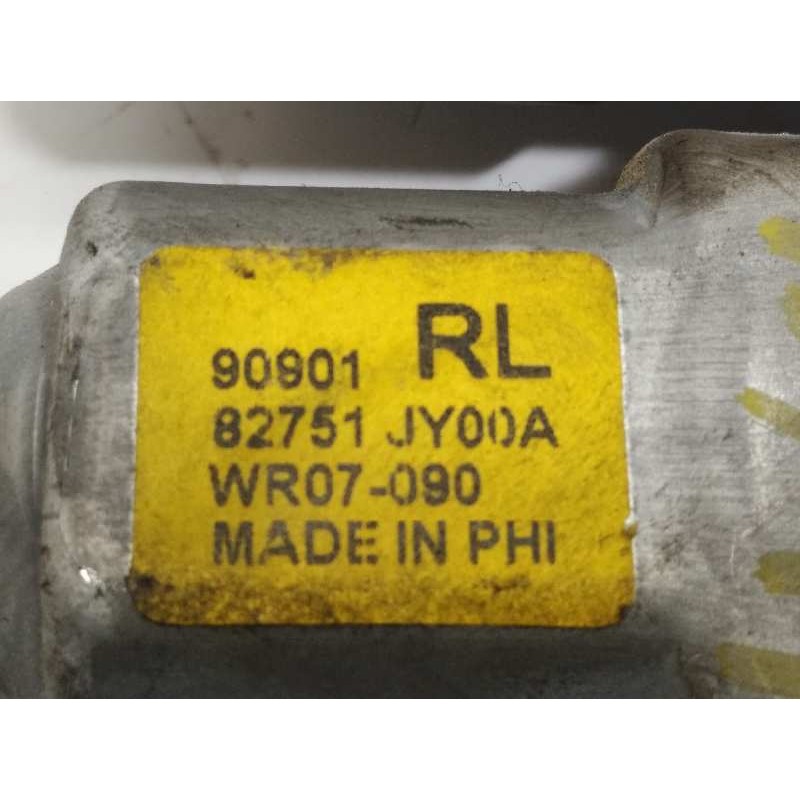 90901 RL
82751 JY00A
WR07-090
MADE IN PHI